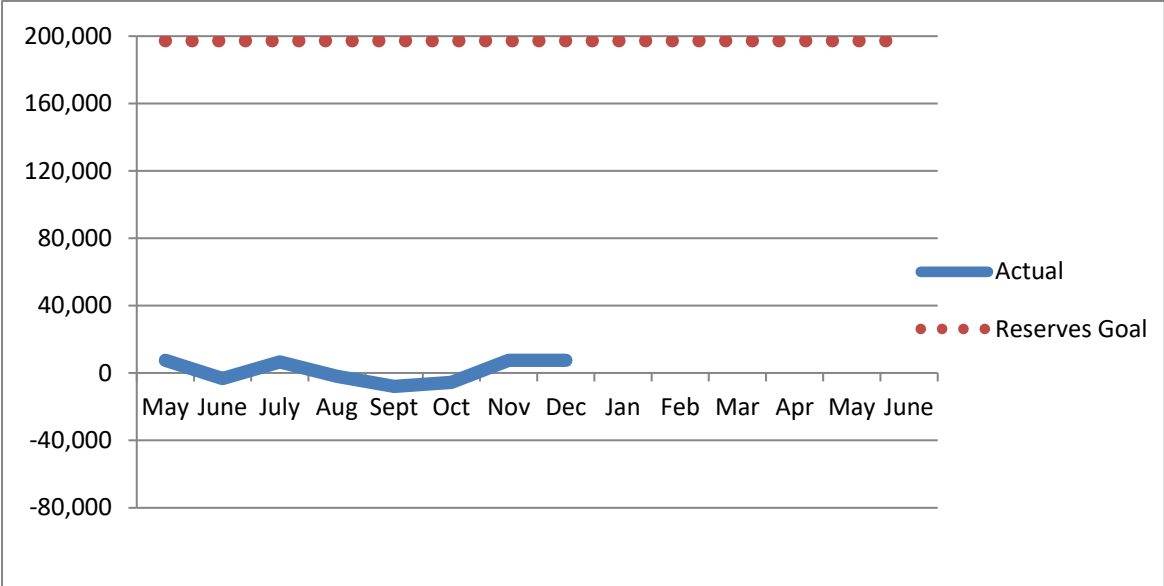 200,000
160,000
120,000
80,000
40,000
0
-40,000
-80,000
May June July Aug Sept Oct Nov Dec Jan Feb Mar Apr May June
Actual
Reserves Goal